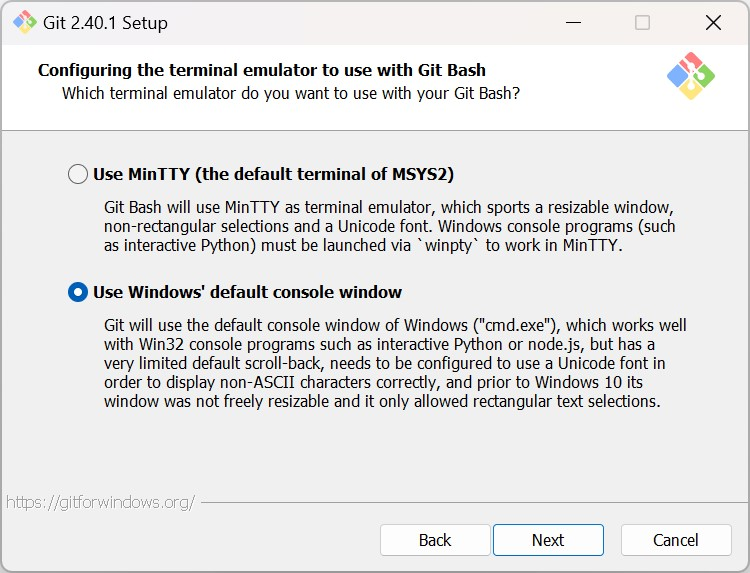 Git 2.40.1 Setup
Configuring the terminal emulator to use with Git Bash
Which terminal emulator do you want to use with your Git Bash?
Use MinTTY (the default terminal of MSYS2)
Git Bash will use MinTTY as terminal emulator, which sports a resizable window,
non-rectangular selections and a Unicode font. Windows console programs (such
as interactive Python) must be launched via `winpty` to work in MinTTY.
Use Windows' default console window
Git will use the default console window of Windows ("cmd.exe"), which works well
with Win32 console programs such as interactive Python or node.js, but has a
very limited default scroll-back, needs to be configured to use a Unicode font in
order to display non-ASCII characters correctly, and prior to Windows 10 its
window was not freely resizable and it only allowed rectangular text selections.
https://gitforwindows.org/
Back
Next
Cancel